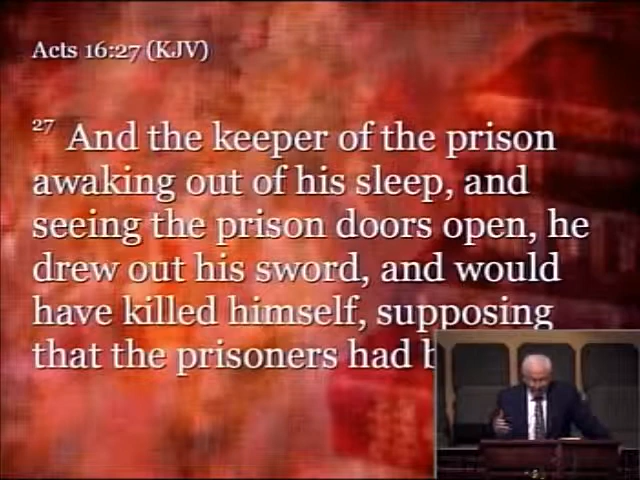 Acts 16:27 (KJV)
27 And the keeper of the prison
awaking out of his sleep, and
seeing the prison doors open, he
drew out his sword, and would
have killed himself, supposing
that the prisoners had